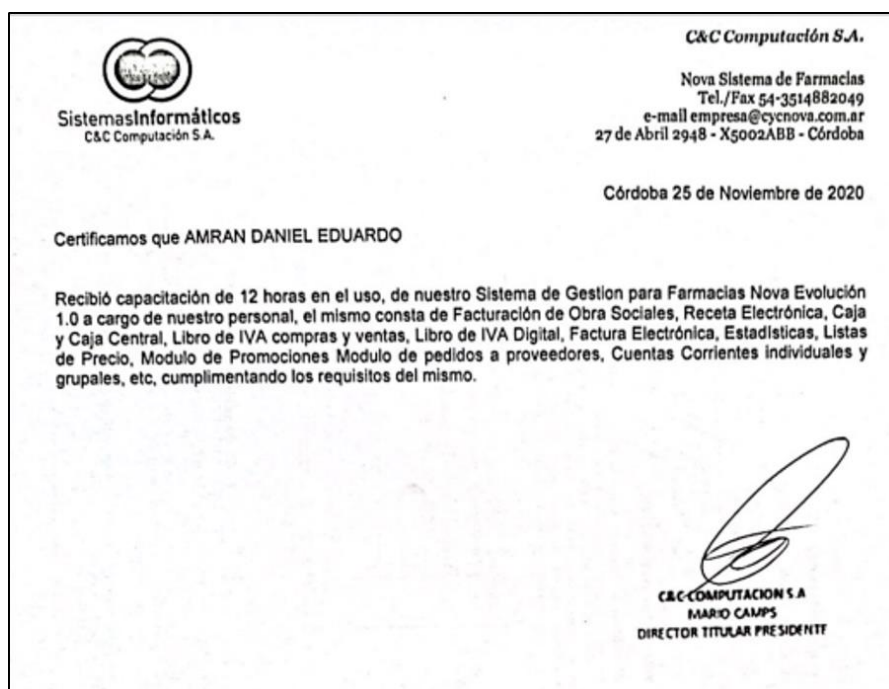 SistemasInformáticos
C&C Computación S.A.
C&C Computación S.A.
Nova Sistema de Farmacias
Tel./Fax 54-3514882049
e-mail empresa@cycnova.com.ar
27 de Abril 2948 - X5002ABB - Córdoba
Córdoba 25 de Noviembre de 2020
Certificamos que AMRAN DANIEL EDUARDO
Recibió capacitación de 12 horas en el uso, de nuestro Sistema de Gestion para Farmacias Nova Evolución
1.0 a cargo de nuestro personal, el mismo consta de Facturación de Obra Sociales, Receta Electrónica, Caja
y Caja Central, Libro de IVA compras y ventas, Libro de IVA Digital, Factura Electrónica, Estadísticas, Listas
de Precio, Modulo de Promociones Modulo de pedidos a proveedores, Cuentas Corrientes individuales y
grupales, etc, cumplimentando los requisitos del mismo.
C&C COMPUTACION S A
MARIO CAMPS
DIRECTOR TITULAR PRESIDENTE